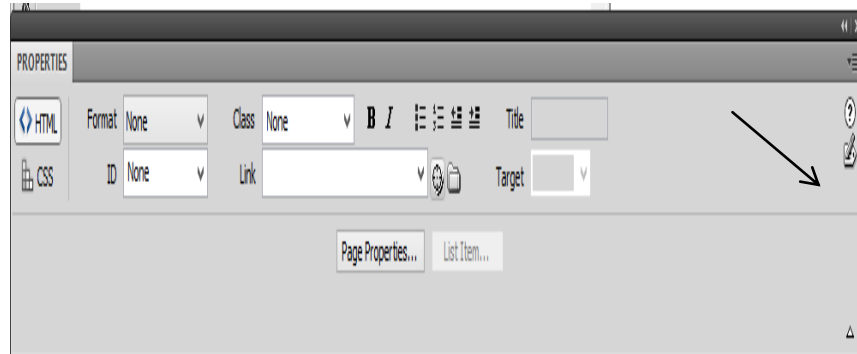 PROPERTIES
<> HTML Format None Class None B I Title
CSS ID None Link Target
Page Properties... List Item...